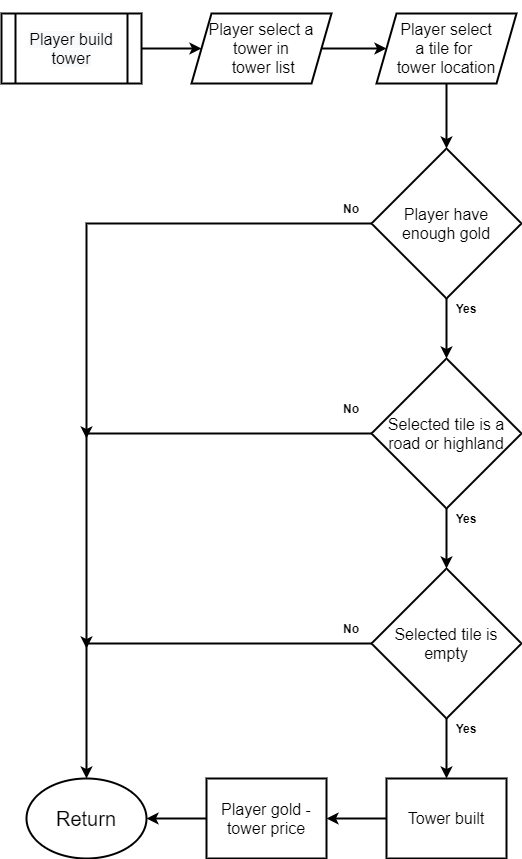 Player build
tower
Player select a
tower in
tower list
Player select
a tile for
tower location
Player have
enough gold
No
Yes
Selected tile is a
road or highland
No
Yes
Selected tile is
empty
No
Yes
Tower built
Player gold -
tower price
Return